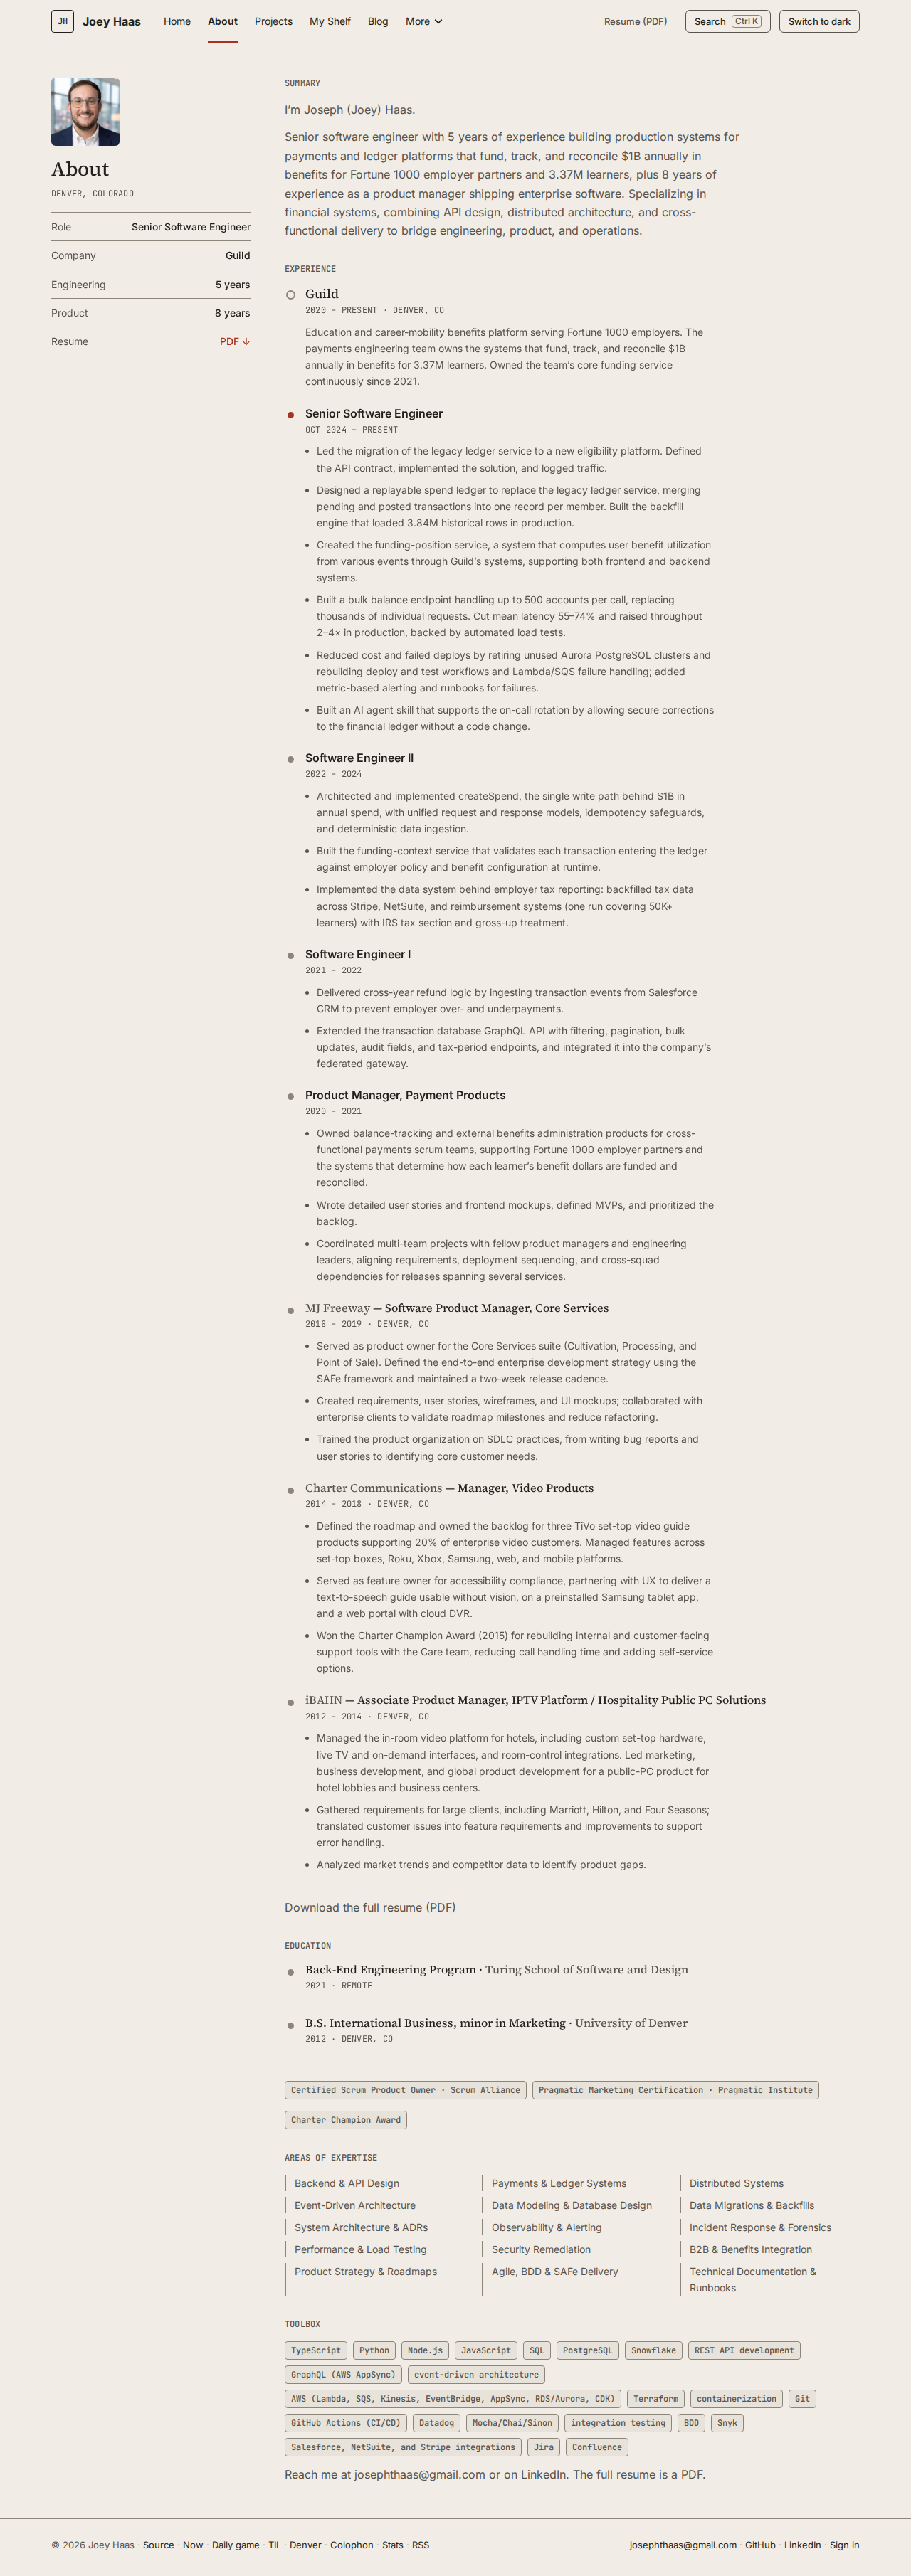 JH Joey Haas Home About Projects My Shelf Blog More Resume (PDF) Search Ctrl K Switch to dark
About
DENVER, COLORADO
Role Senior Software Engineer
Company Guild
Engineering 5 years
Product 8 years
Resume PDF ↓
SUMMARY
I’m Joseph (Joey) Haas.
Senior software engineer with 5 years of experience building production systems for
payments and ledger platforms that fund, track, and reconcile $1B annually in
benefits for Fortune 1000 employer partners and 3.37M learners, plus 8 years of
experience as a product manager shipping enterprise software. Specializing in
financial systems, combining API design, distributed architecture, and cross-
functional delivery to bridge engineering, product, and operations.
EXPERIENCE
Guild
2020 – PRESENT · DENVER, CO
Education and career-mobility benefits platform serving Fortune 1000 employers. The
payments engineering team owns the systems that fund, track, and reconcile $1B
annually in benefits for 3.37M learners. Owned the team’s core funding service
continuously since 2021.
Senior Software Engineer
OCT 2024 – PRESENT
• Led the migration of the legacy ledger service to a new eligibility platform. Defined
the API contract, implemented the solution, and logged traffic.
• Designed a replayable spend ledger to replace the legacy ledger service, merging
pending and posted transactions into one record per member. Built the backfill
engine that loaded 3.84M historical rows in production.
• Created the funding-position service, a system that computes user benefit utilization
from various events through Guild’s systems, supporting both frontend and backend
systems.
• Built a bulk balance endpoint handling up to 500 accounts per call, replacing
thousands of individual requests. Cut mean latency 55–74% and raised throughput
2–4× in production, backed by automated load tests.
• Reduced cost and failed deploys by retiring unused Aurora PostgreSQL clusters and
rebuilding deploy and test workflows and Lambda/SQS failure handling; added
metric-based alerting and runbooks for failures.
• Built an AI agent skill that supports the on-call rotation by allowing secure corrections
to the financial ledger without a code change.
Software Engineer II
2022 – 2024
• Architected and implemented createSpend, the single write path behind $1B in
annual spend, with unified request and response models, idempotency safeguards,
and deterministic data ingestion.
• Built the funding-context service that validates each transaction entering the ledger
against employer policy and benefit configuration at runtime.
• Implemented the data system behind employer tax reporting: backfilled tax data
across Stripe, NetSuite, and reimbursement systems (one run covering 50K+
learners) with IRS tax section and gross-up treatment.
Software Engineer I
2021 – 2022
• Delivered cross-year refund logic by ingesting transaction events from Salesforce
CRM to prevent employer over- and underpayments.
• Extended the transaction database GraphQL API with filtering, pagination, bulk
updates, audit fields, and tax-period endpoints, and integrated it into the company’s
federated gateway.
Product Manager, Payment Products
2020 – 2021
• Owned balance-tracking and external benefits administration products for cross-
functional payments scrum teams, supporting Fortune 1000 employer partners and
the systems that determine how each learner’s benefit dollars are funded and
reconciled.
• Wrote detailed user stories and frontend mockups, defined MVPs, and prioritized the
backlog.
• Coordinated multi-team projects with fellow product managers and engineering
leaders, aligning requirements, deployment sequencing, and cross-squad
dependencies for releases spanning several services.
MJ Freeway — Software Product Manager, Core Services
2018 – 2019 · DENVER, CO
• Served as product owner for the Core Services suite (Cultivation, Processing, and
Point of Sale). Defined the end-to-end enterprise development strategy using the
SAFe framework and maintained a two-week release cadence.
• Created requirements, user stories, wireframes, and UI mockups; collaborated with
enterprise clients to validate roadmap milestones and reduce refactoring.
• Trained the product organization on SDLC practices, from writing bug reports and
user stories to identifying core customer needs.
Charter Communications — Manager, Video Products
2014 – 2018 · DENVER, CO
• Defined the roadmap and owned the backlog for three TiVo set-top video guide
products supporting 20% of enterprise video customers. Managed features across
set-top boxes, Roku, Xbox, Samsung, web, and mobile platforms.
• Served as feature owner for accessibility compliance, partnering with UX to deliver a
text-to-speech guide usable without vision, on a preinstalled Samsung tablet app,
and a web portal with cloud DVR.
• Won the Charter Champion Award (2015) for rebuilding internal and customer-facing
support tools with the Care team, reducing call handling time and adding self-service
options.
iBAHN — Associate Product Manager, IPTV Platform / Hospitality Public PC Solutions
2012 – 2014 · DENVER, CO
• Managed the in-room video platform for hotels, including custom set-top hardware,
live TV and on-demand interfaces, and room-control integrations. Led marketing,
business development, and global product development for a public-PC product for
hotel lobbies and business centers.
• Gathered requirements for large clients, including Marriott, Hilton, and Four Seasons;
translated customer issues into feature requirements and improvements to support
error handling.
• Analyzed market trends and competitor data to identify product gaps.
Download the full resume (PDF)
EDUCATION
Back-End Engineering Program · Turing School of Software and Design
2021 · REMOTE
B.S. International Business, minor in Marketing · University of Denver
2012 · DENVER, CO
Certified Scrum Product Owner · Scrum Alliance Pragmatic Marketing Certification · Pragmatic Institute
Charter Champion Award
AREAS OF EXPERTISE
Backend & API Design Payments & Ledger Systems Distributed Systems
Event-Driven Architecture Data Modeling & Database Design Data Migrations & Backfills
System Architecture & ADRs Observability & Alerting Incident Response & Forensics
Performance & Load Testing Security Remediation B2B & Benefits Integration
Product Strategy & Roadmaps Agile, BDD & SAFe Delivery Technical Documentation &
Runbooks
TOOLBOX
TypeScript Python Node.js JavaScript SQL PostgreSQL Snowflake REST API development
GraphQL (AWS AppSync) event-driven architecture
AWS (Lambda, SQS, Kinesis, EventBridge, AppSync, RDS/Aurora, CDK) Terraform containerization Git
GitHub Actions (CI/CD) Datadog Mocha/Chai/Sinon integration testing BDD Snyk
Salesforce, NetSuite, and Stripe integrations Jira Confluence
Reach me at josephthaas@gmail.com or on LinkedIn. The full resume is a PDF.
© 2026 Joey Haas · Source · Now · Daily game · TIL · Denver · Colophon · Stats · RSS josephthaas@gmail.com · GitHub · LinkedIn · Sign in